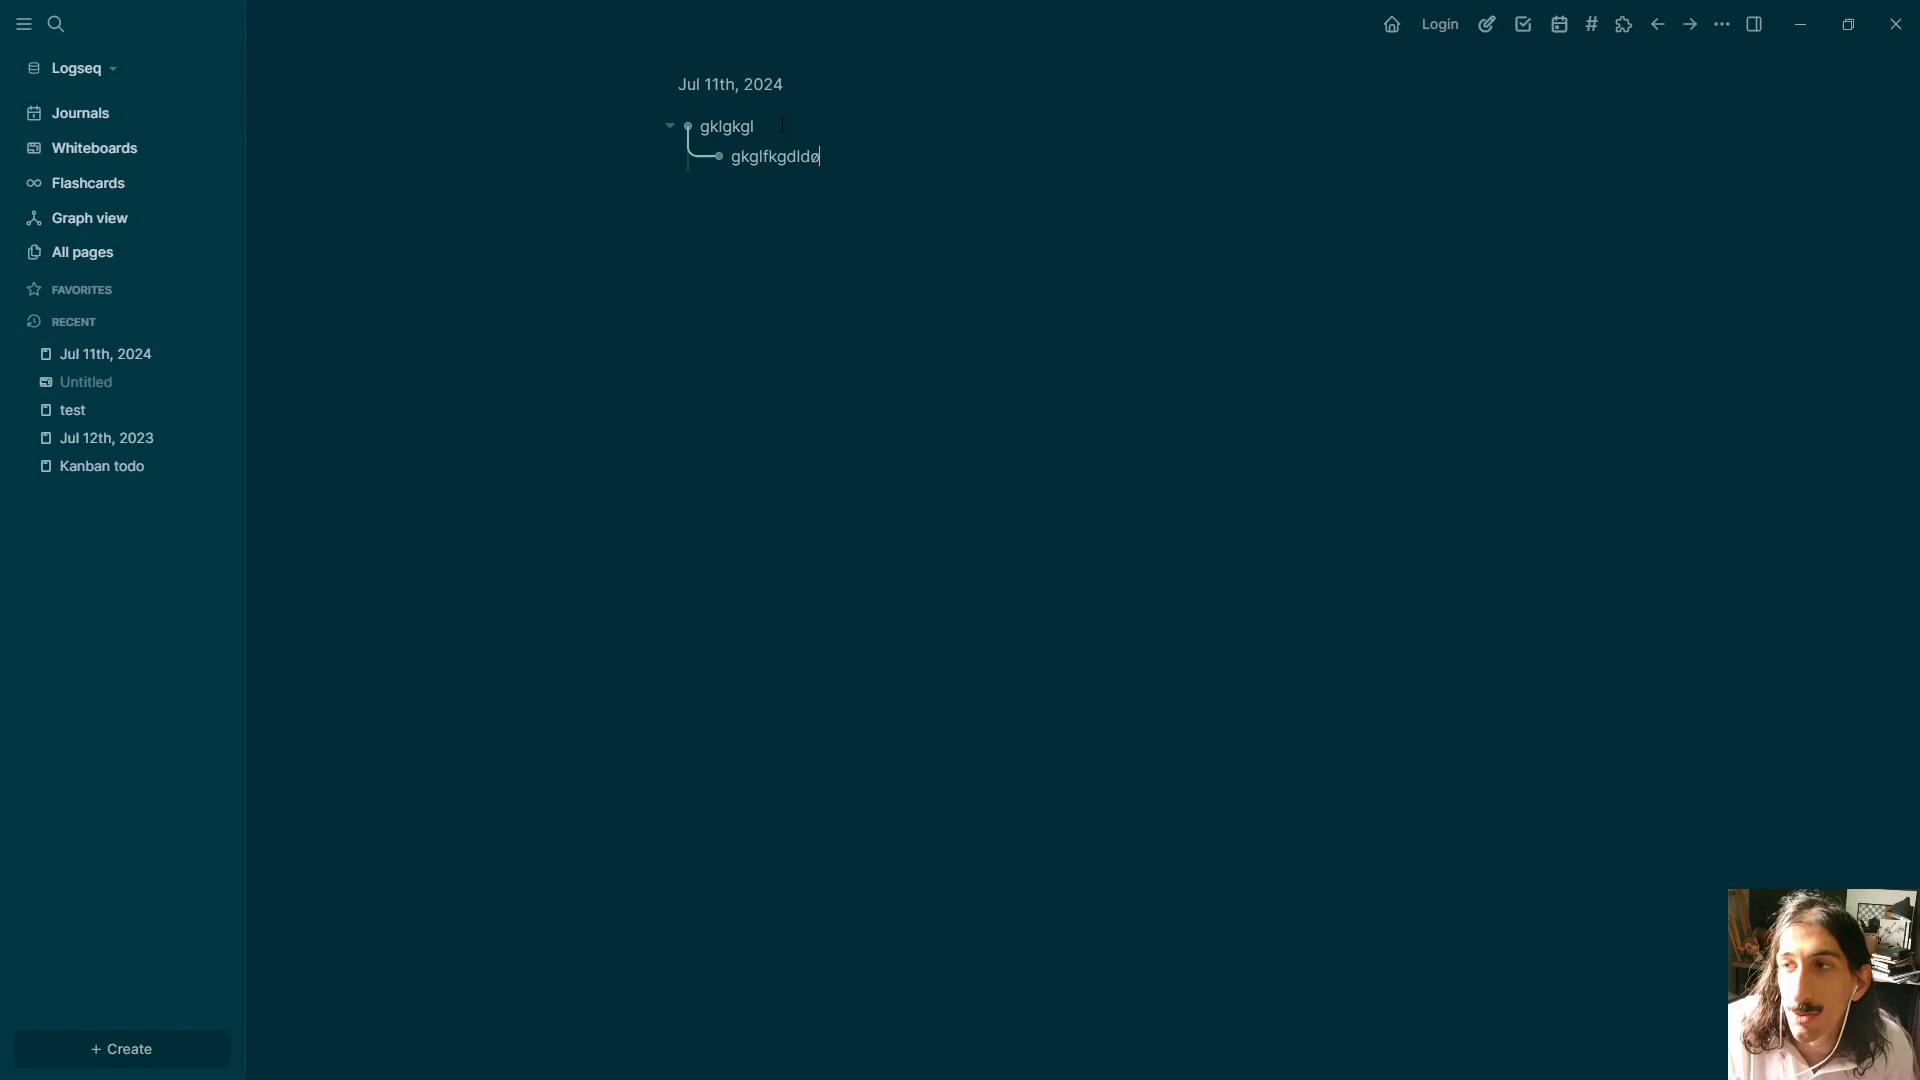 Login
Logseq
Jul 11th, 2024
Journals
gklgkgl
Whiteboards
gkglfkgdldø
Flashcards
Graph view
All pages
FAVORITES
RECENT
Jul 11th, 2024
Untitled
test
Jul 12th, 2023
Kanban todo
+ Create